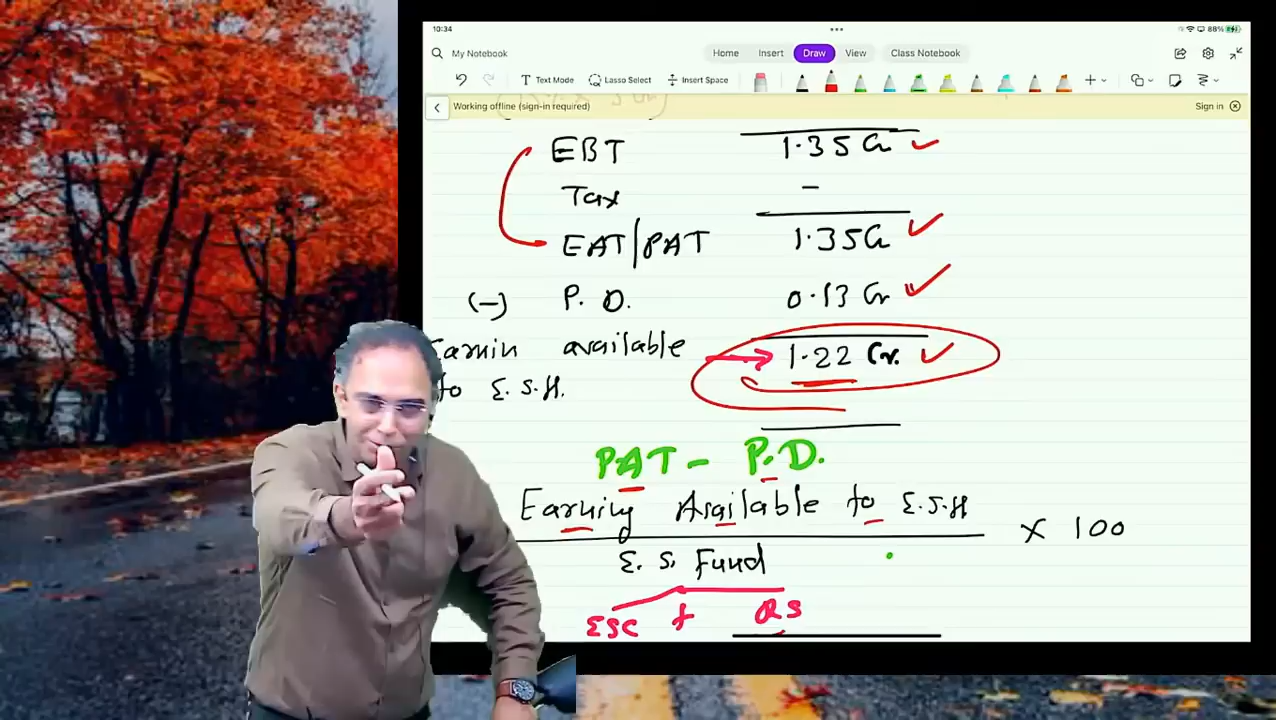 10:34
88%
My Notebook
Home Insert Draw View Class Notebook
Text Mode Lasso Select Insert Space
Working offline (sign-in required) Sign in
EBT 1.35 Cr
Tax –
EAT/PAT 1.35 Cr
(–) P. D. 0.13 Cr
Earnin available 1.22 Cr.
to E.S.H.
PAT – P.D.
Earning Available to E.S.H × 100
E. S. Fund
ESC + RS